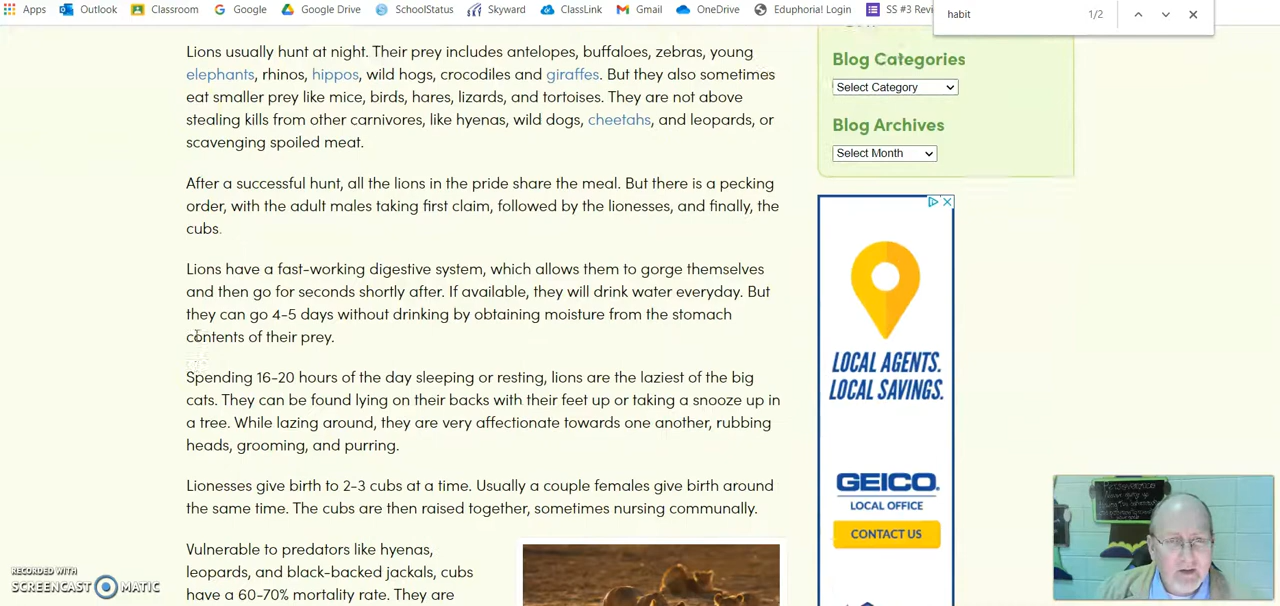 Apps Outlook Classroom Google Google Drive SchoolStatus Skyward ClassLink Gmail OneDrive Eduphoria! Login SS #3 Revi
habit 1/2
Lions usually hunt at night. Their prey includes antelopes, buffaloes, zebras, young
elephants, rhinos, hippos, wild hogs, crocodiles and giraffes. But they also sometimes
eat smaller prey like mice, birds, hares, lizards, and tortoises. They are not above
stealing kills from other carnivores, like hyenas, wild dogs, cheetahs, and leopards, or
scavenging spoiled meat.
After a successful hunt, all the lions in the pride share the meal. But there is a pecking
order, with the adult males taking first claim, followed by the lionesses, and finally, the
cubs.
Lions have a fast-working digestive system, which allows them to gorge themselves
and then go for seconds shortly after. If available, they will drink water everyday. But
they can go 4-5 days without drinking by obtaining moisture from the stomach
contents of their prey.
Spending 16-20 hours of the day sleeping or resting, lions are the laziest of the big
cats. They can be found lying on their backs with their feet up or taking a snooze up in
a tree. While lazing around, they are very affectionate towards one another, rubbing
heads, grooming, and purring.
Lionesses give birth to 2-3 cubs at a time. Usually a couple females give birth around
the same time. The cubs are then raised together, sometimes nursing communally.
Vulnerable to predators like hyenas,
leopards, and black-backed jackals, cubs
have a 60-70% mortality rate. They are
Blog Categories
Select Category
Blog Archives
Select Month
LOCAL AGENTS.
LOCAL SAVINGS.
GEICO
LOCAL OFFICE
CONTACT US
RECORDED WITH
SCREENCAST MATIC